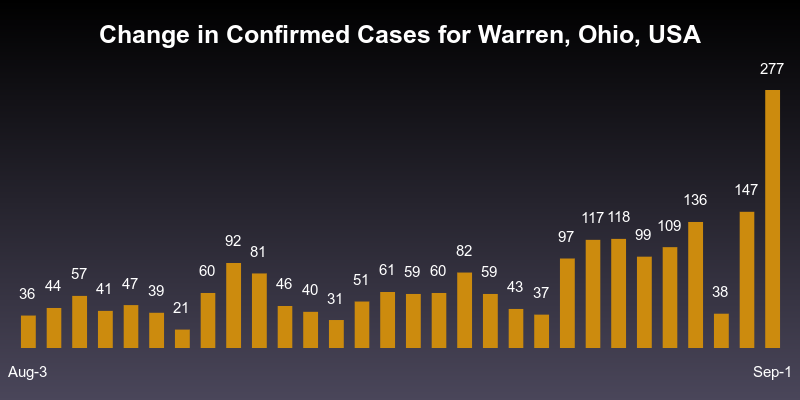 Change in Confirmed Cases for Warren, Ohio, USA
36 44 57 41 47 39 21 60 92 81 46 40 31 51 61 59 60 82 59 43 37 97 117 118 99 109 136 38 147 277
Aug-3 Sep-1